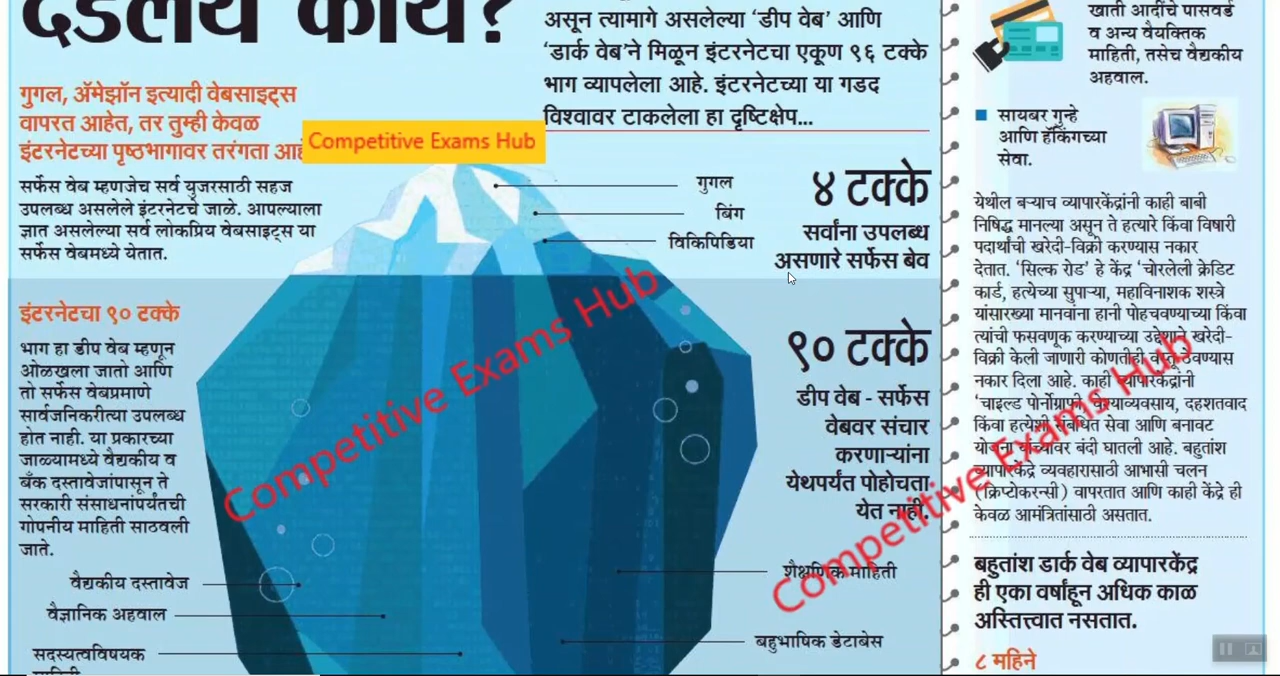 दडलंय काय?
गुगल, ॲमेझॉन इत्यादी वेबसाइट्स
वापरत आहेत, तर तुम्ही केवळ
इंटरनेटच्या पृष्ठभागावर तरंगता
सर्फेस वेब म्हणजेच सर्व युजरसाठी सहज
उपलब्ध असलेले इंटरनेटचे जाळे. आपल्याला
ज्ञात असलेल्या सर्व लोकप्रिय वेबसाइट्स या
सर्फेस वेबमध्ये येतात.
असून त्यामागे असलेल्या ‘डीप वेब’ आणि
‘डार्क वेब’ने मिळून इंटरनेटचा एकूण ९६ टक्के
भाग व्यापलेला आहे. इंटरनेटच्या या गडद
विश्वावर टाकलेला हा दृष्टिक्षेप...
Competitive Exams Hub
गुगल
बिंग
विकिपिडिया
४ टक्के
सर्वांना उपलब्ध
असणारे सर्फेस बेव
इंटरनेटचा ९० टक्के
भाग हा डीप वेब म्हणून
ओळखला जातो आणि
तो सर्फेस वेबप्रमाणे
सार्वजनिकरीत्या उपलब्ध
होत नाही. या प्रकारच्या
जाळ्यामध्ये वैद्यकीय व
बँक दस्तावेजांपासून ते
सरकारी संसाधनांपर्यंतची
गोपनीय माहिती साठवली
जाते.
वैद्यकीय दस्तावेज
वैज्ञानिक अहवाल
सदस्यत्वविषयक
Competitive Exams Hub
९० टक्के
डीप वेब - सर्फेस
वेबवर संचार
करणाऱ्यांना
येथपर्यंत पोहोचता
येत नाही.
शैक्षणिक माहिती
बहुभाषिक डेटाबेस
Competitive Exams Hub
खाती आदींचे पासवर्ड
व अन्य वैयक्तिक
माहिती, तसेच वैद्यकीय
अहवाल.
सायबर गुन्हे
आणि हॅकिंगच्या
सेवा.
येथील बऱ्याच व्यापारकेंद्रांनी काही बाबी
निषिद्ध मानल्या असून ते हत्यारे किंवा विषारी
पदार्थांची खरेदी-विक्री करण्यास नकार
देतात. ‘सिल्क रोड’ हे केंद्र ‘चोरलेली क्रेडिट
कार्ड, हत्येच्या सुपाऱ्या, महाविनाशक शस्त्रे
यांसारख्या मानवांना हानी पोहचवण्याच्या किंवा
त्यांची फसवणूक करण्याच्या उद्देशाने खरेदी-
विक्री केली जाणारी कोणतीही वस्तू ठेवण्यास
नकार दिला आहे. काही व्यापारकेंद्रांनी
‘चाइल्ड पोर्नोग्राफी, वेश्याव्यवसाय, दहशतवाद
किंवा हत्येशी संबंधित सेवा आणि बनावट
योजना यांच्यावर बंदी घातली आहे. बहुतांश
व्यापारकेंद्रे व्यवहारासाठी आभासी चलन
(क्रिप्टोकरन्सी) वापरतात आणि काही केंद्रे ही
केवळ आमंत्रितांसाठी असतात.
बहुतांश डार्क वेब व्यापारकेंद्र
ही एका वर्षाहून अधिक काळ
अस्तित्त्वात नसतात.
८ महिने